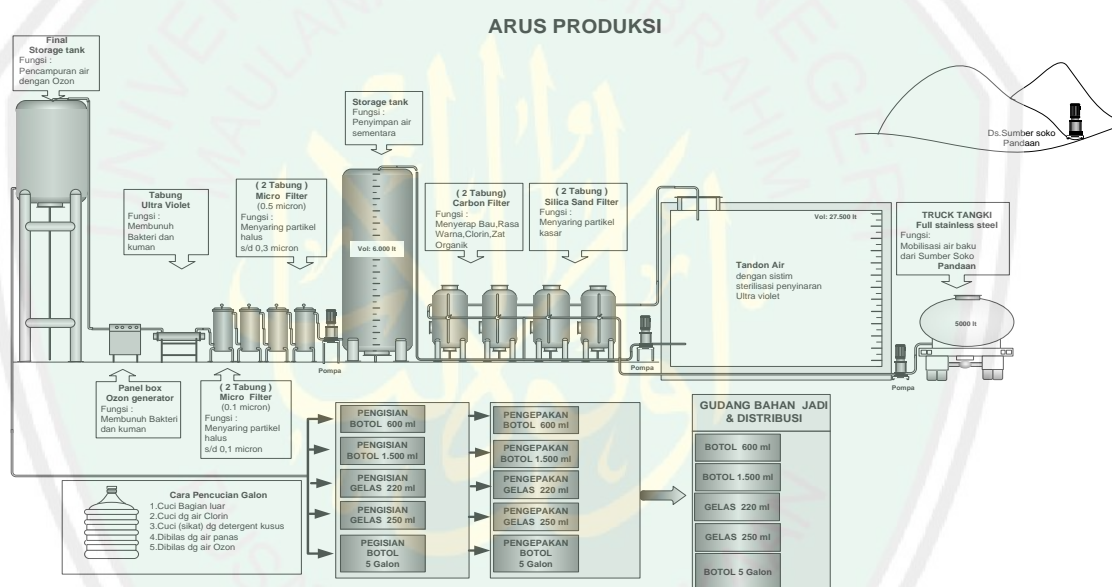 ARUS PRODUKSI
Final
Storage tank
Fungsi :
Pencampuran air
dengan Ozon
Storage tank
Fungsi :
Penyimpan air
sementara
Ds.Sumber soko
Pandaan
Tabung
Ultra Violet
Fungsi :
Membunuh
Bakteri dan
kuman
( 2 Tabung )
Micro Filter
(0.5 micron)
Fungsi :
Menyaring partikel
halus
s/d 0,3 micron
Vol: 6.000 lt
( 2 Tabung)
Carbon Filter
Fungsi :
Menyerap Bau,Rasa
Warna,Clorin,Zat
Organik
( 2 Tabung )
Silica Sand Filter
Fungsi :
Menyaring partikel
kasar
Vol: 27.500 lt
Tandon Air
dengan sistim
sterilisasi penyinaran
Ultra violet
TRUCK TANGKI
Full stainless steel
Fungsi:
Mobilisasi air baku
dari Sumber Soko
Pandaan
5000 lt
Pompa
Pompa
Pompa
Panel box
Ozon generator
Fungsi :
Membunuh Bakteri
dan kuman
( 2 Tabung )
Micro Filter
(0.1 micron)
Fungsi :
Menyaring partikel
halus
s/d 0,1 micron
Cara Pencucian Galon
1.Cuci Bagian luar
2.Cuci dg air Clorin
3.Cuci (sikat) dg detergent kusus
4.Dibilas dg air panas
5.Dibilas dg air Ozon
PENGISIAN
BOTOL 600 ml
PENGISIAN
BOTOL 1.500 ml
PENGISIAN
GELAS 220 ml
PENGISIAN
GELAS 250 ml
PEGISIAN
BOTOL
5 Galon
PENGEPAKAN
BOTOL 600 ml
PENGEPAKAN
BOTOL 1.500 ml
PENGEPAKAN
GELAS 220 ml
PENGEPAKAN
GELAS 250 ml
PENGEPAKAN
BOTOL
5 Galon
GUDANG BAHAN JADI
& DISTRIBUSI
BOTOL 600 ml
BOTOL 1.500 ml
GELAS 220 ml
GELAS 250 ml
BOTOL 5 Galon